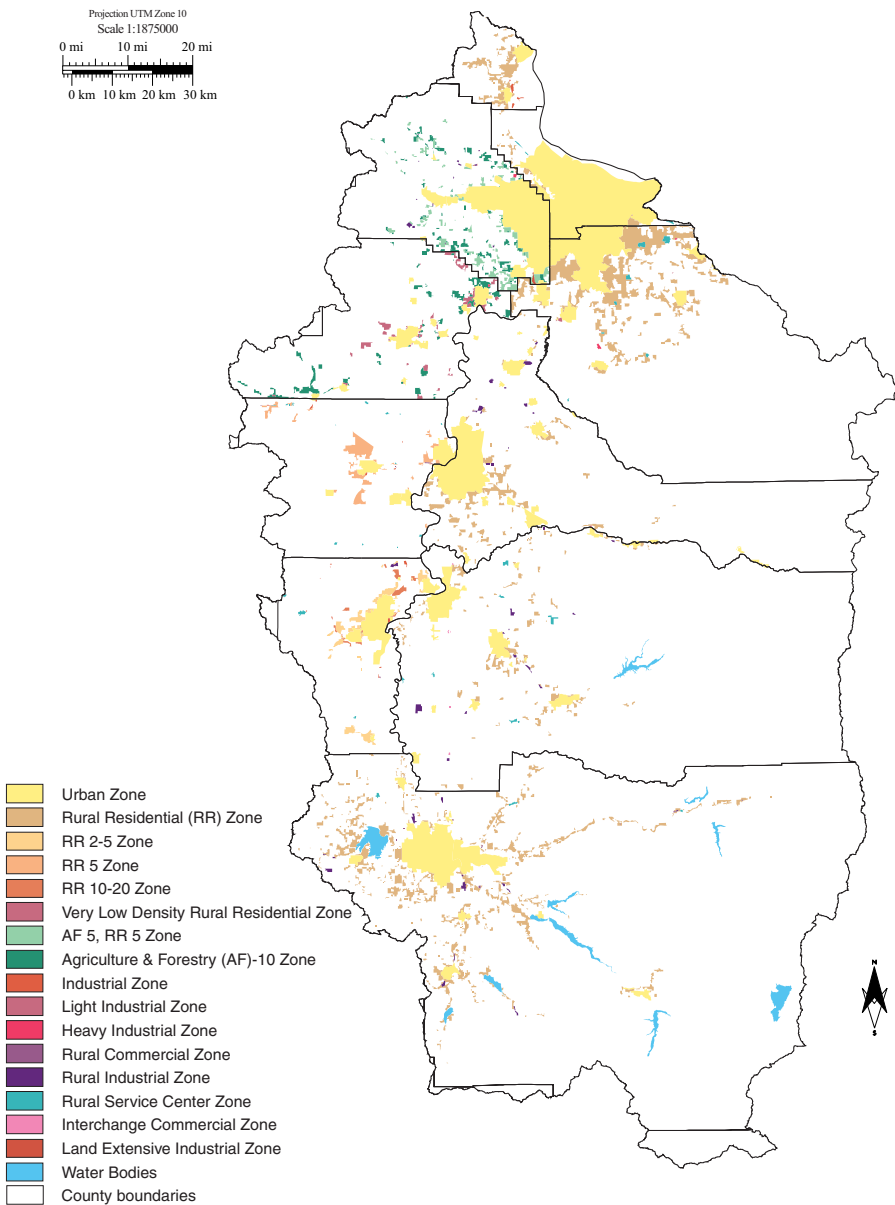 Projection UTM Zone 10
Scale 1:1875000
0 mi 10 mi 20 mi
0 km 10 km 20 km 30 km
Urban Zone
Rural Residential (RR) Zone
RR 2-5 Zone
RR 5 Zone
RR 10-20 Zone
Very Low Density Rural Residential Zone
AF 5, RR 5 Zone
Agriculture & Forestry (AF)-10 Zone
Industrial Zone
Light Industrial Zone
Heavy Industrial Zone
Rural Commercial Zone
Rural Industrial Zone
Rural Service Center Zone
Interchange Commercial Zone
Land Extensive Industrial Zone
Water Bodies
County boundaries
N
S